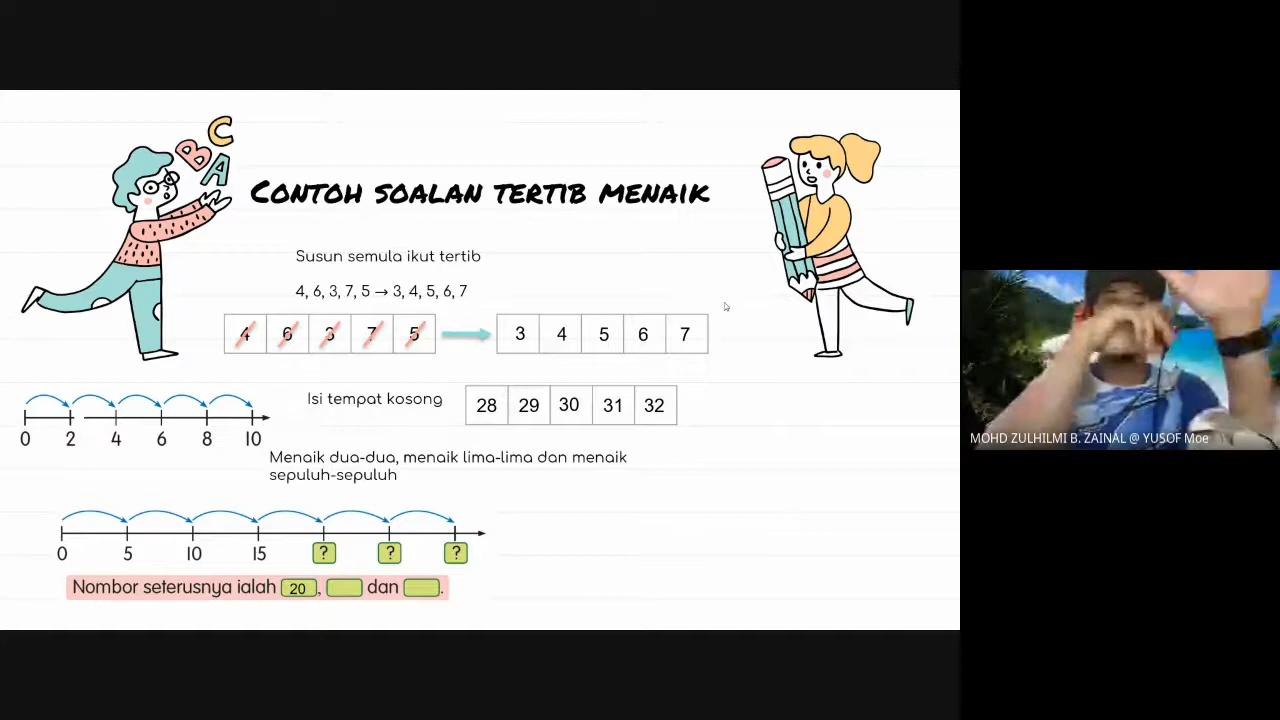 C
B
A
CONTOH SOALAN TERTIB MENAIK
Susun semula ikut tertib
4, 6, 3, 7, 5 → 3, 4, 5, 6, 7
4 6 3 7 5 3 4 5 6 7
Isi tempat kosong 28 29 30 31 32
0 2 4 6 8 10
Menaik dua-dua, menaik lima-lima dan menaik
sepuluh-sepuluh
0 5 10 15 ? ? ?
Nombor seterusnya ialah 20, dan .
MOHD ZULHILMI B. ZAINAL @ YUSOF Moe